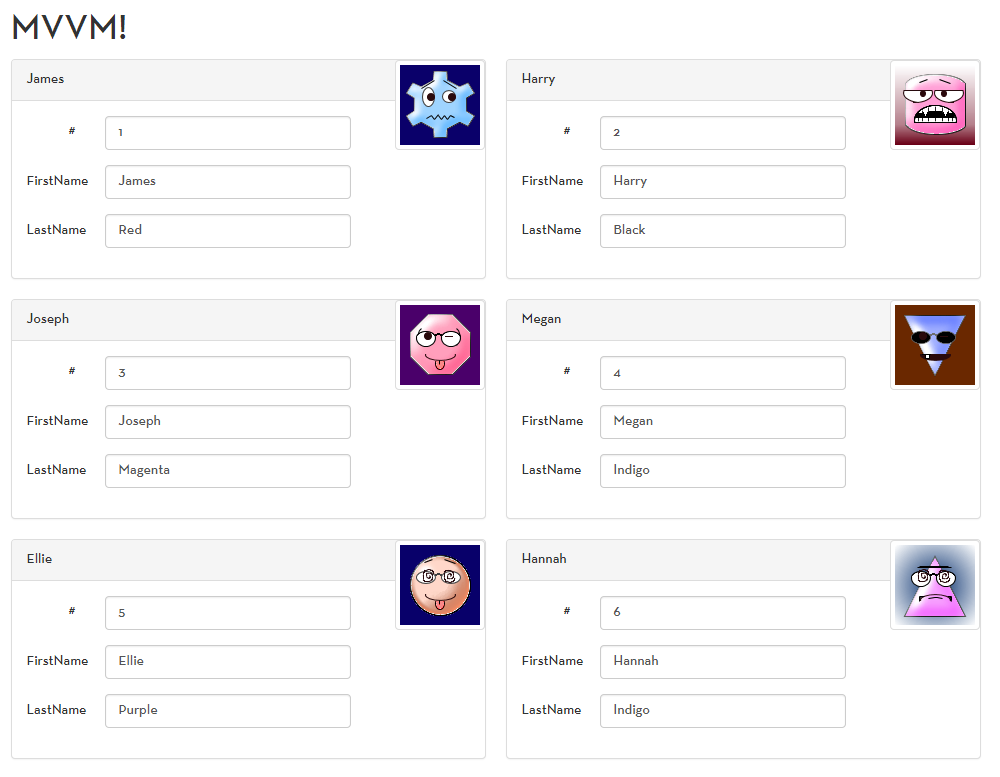 MVVM!
James
# 1
FirstName James
LastName Red
Harry
# 2
FirstName Harry
LastName Black
Joseph
# 3
FirstName Joseph
LastName Magenta
Megan
# 4
FirstName Megan
LastName Indigo
Ellie
# 5
FirstName Ellie
LastName Purple
Hannah
# 6
FirstName Hannah
LastName Indigo